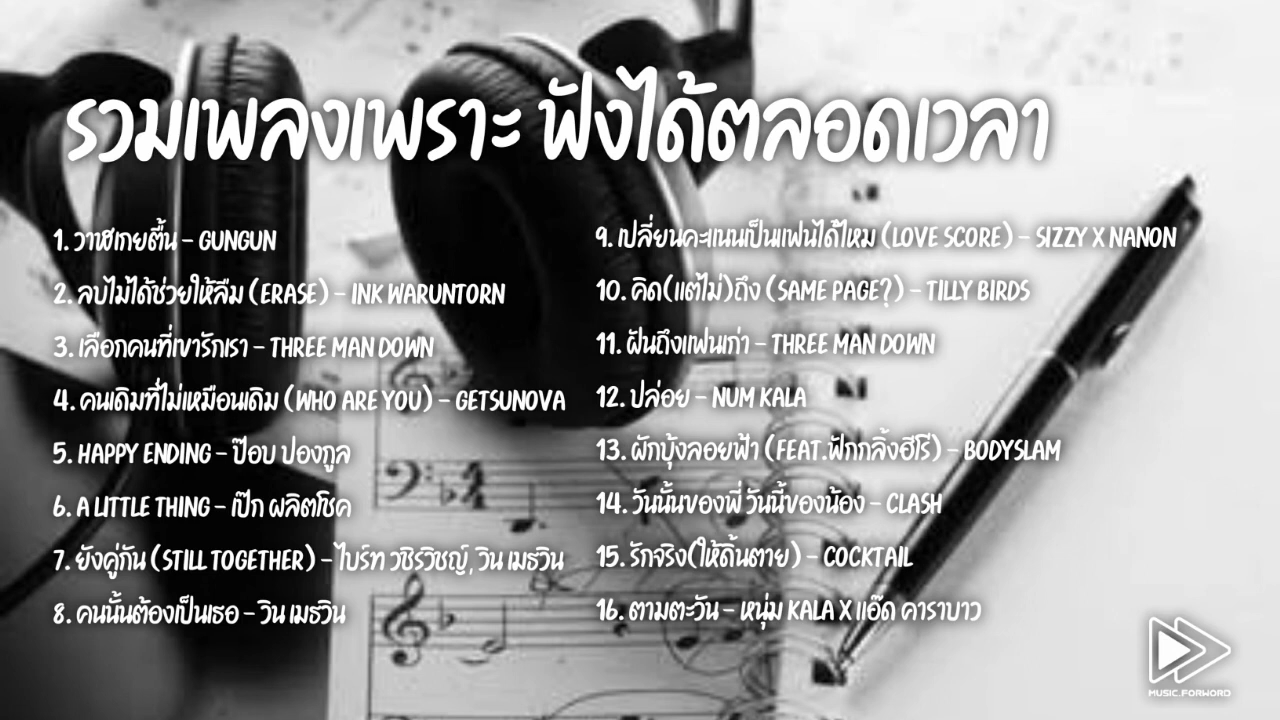 รวมเพลงเพราะ ฟังได้ตลอดเวลา
1. วาฬเกยตื้น - GUNGUN
2. ลบไม่ได้ช่วยให้ลืม (ERASE) - INK WARUNTORN
3. เลือกคนที่เขารักเรา - THREE MAN DOWN
4. คนเดิมที่ไม่เหมือนเดิม (WHO ARE YOU) - GETSUNOVA
5. HAPPY ENDING - ป๊อบ ปองกูล
6. A LITTLE THING - เป๊ก ผลิตโชค
7. ยังคู่กัน (STILL TOGETHER) - ไบร์ท วชิรวิชญ์, วิน เมธวิน
8. คนนั้นต้องเป็นเธอ - วิน เมธวิน
9. เปลี่ยนคะแนนเป็นแฟนได้ไหม (LOVE SCORE) - SIZZY X NANON
10. คิด(แต่ไม่)ถึง (SAME PAGE?) - TILLY BIRDS
11. ฝันถึงแฟนเก่า - THREE MAN DOWN
12. ปล่อย - NUM KALA
13. ผักบุ้งลอยฟ้า (FEAT.ฟักกลิ้งฮีโร่) - BODYSLAM
14. วันนั้นของพี่ วันนี้ของน้อง - CLASH
15. รักจริง(ให้ดิ้นตาย) - COCKTAIL
16. ตามตะวัน - หนุ่ม KALA X แอ๊ด คาราบาว
MUSIC.FORWORD